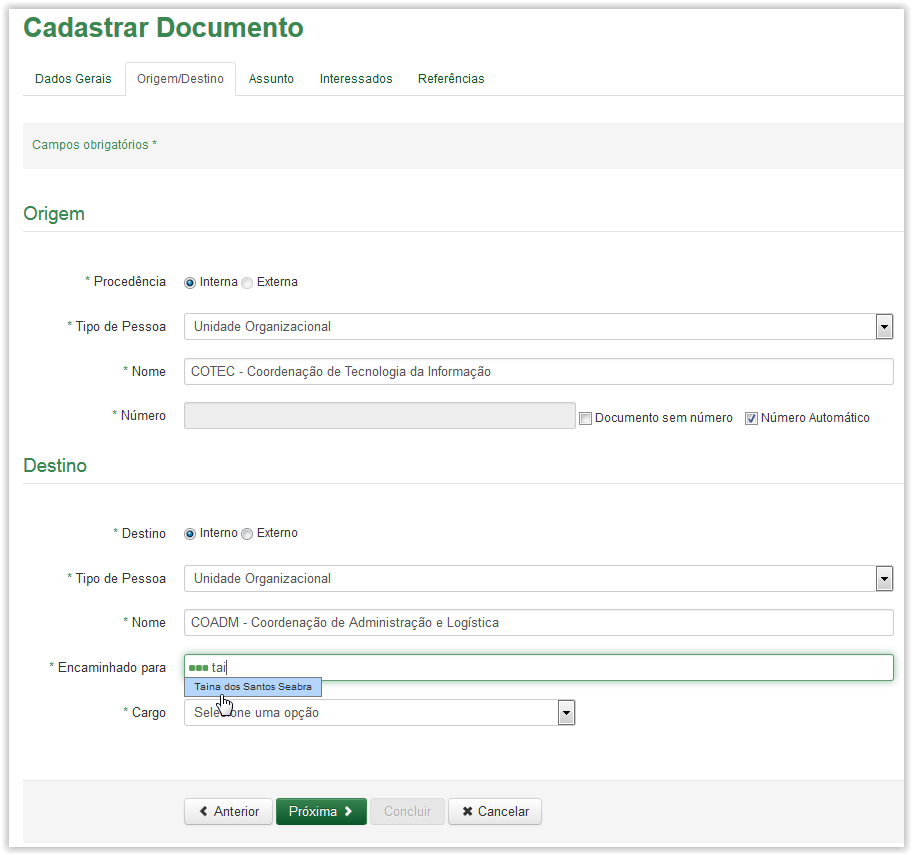 Cadastrar Documento
Dados Gerais Origem/Destino Assunto Interessados Referências
Campos obrigatórios *
Origem
* Procedência Interna Externa
* Tipo de Pessoa Unidade Organizacional
* Nome COTEC - Coordenação de Tecnologia da Informação
* Número Documento sem número Número Automático
Destino
* Destino Interno Externo
* Tipo de Pessoa Unidade Organizacional
* Nome COADM - Coordenação de Administração e Logística
* Encaminhado para tai
Taina dos Santos Seabra
* Cargo Selecione uma opção
Anterior Próxima Concluir Cancelar